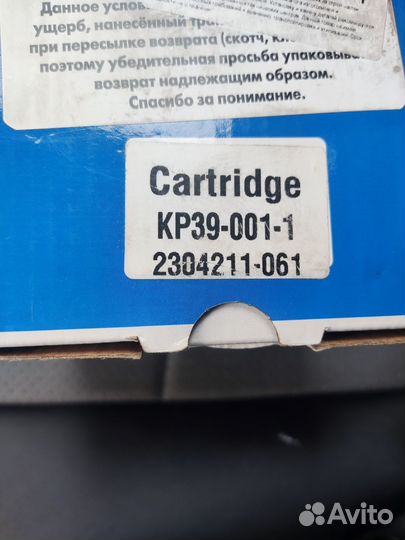 Данное услов
ущерб, нанесённый тра
при пересылке возврата (скотч, кл
поэтому убедительная просьба упаковыв
возврат надлежащим образом.
Спасибо за понимание.
Cartridge
KP39-001-1
2304211-061
Avito